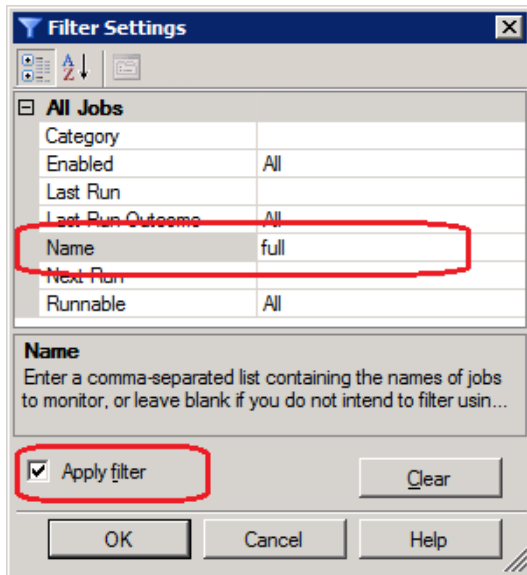 Filter Settings
All Jobs
Category
Enabled All
Last Run
Last Run Outcome All
Name full
Next Run
Runnable All
Name
Enter a comma-separated list containing the names of jobs
to monitor, or leave blank if you do not intend to filter usin...
Apply filter
Clear
OK Cancel Help